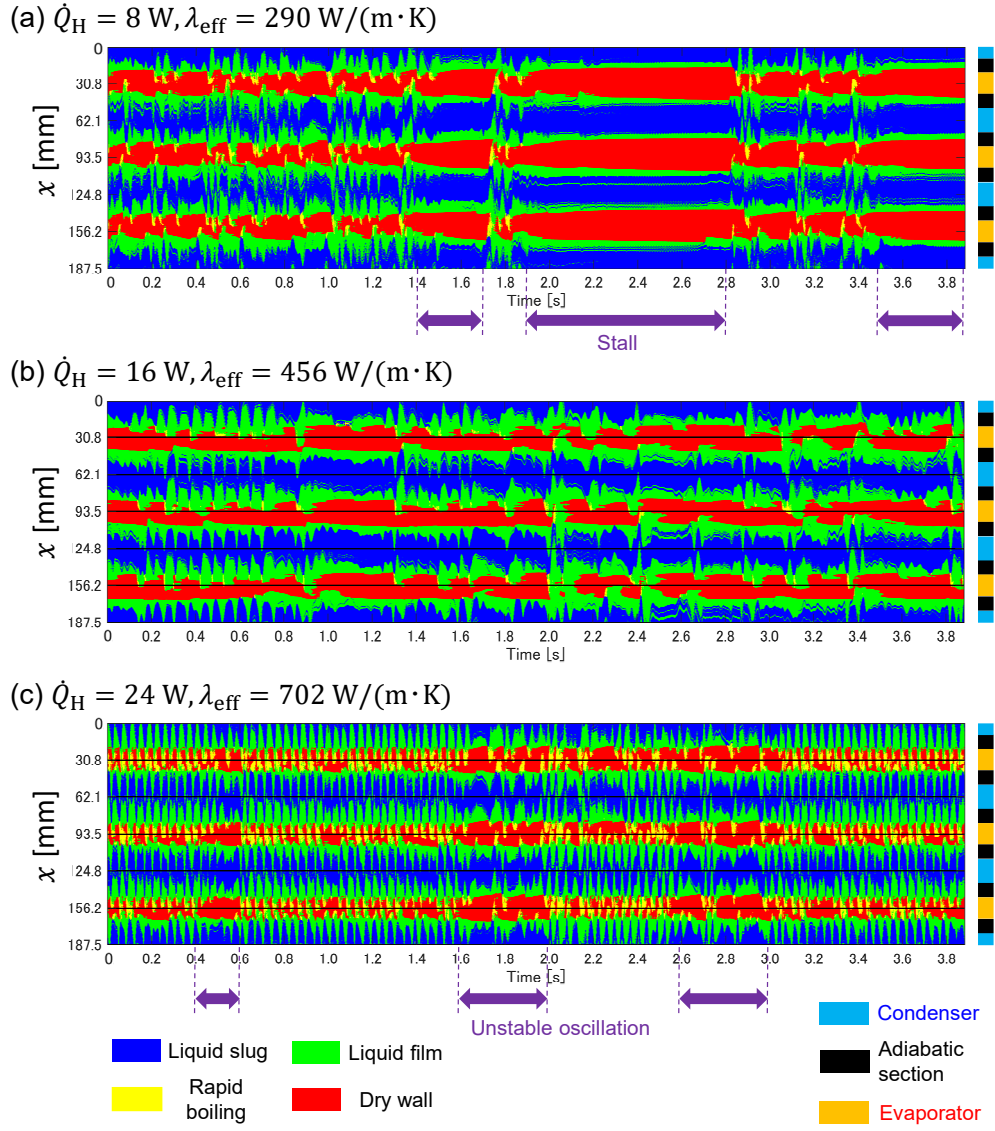 (a) Q̇_H = 8 W, λ_eff = 290 W/(m·K)
x [mm]
0
30.8
62.1
93.5
124.8
156.2
187.5
0 0.2 0.4 0.6 0.8 1.0 1.2 1.4 1.6 1.8 2.0 2.2 2.4 2.6 2.8 3.0 3.2 3.4 3.6 3.8
Time [s]
Stall
(b) Q̇_H = 16 W, λ_eff = 456 W/(m·K)
x [mm]
0
30.8
62.1
93.5
124.8
156.2
187.5
0 0.2 0.4 0.6 0.8 1.0 1.2 1.4 1.6 1.8 2.0 2.2 2.4 2.6 2.8 3.0 3.2 3.4 3.6 3.8
Time [s]
(c) Q̇_H = 24 W, λ_eff = 702 W/(m·K)
x [mm]
0
30.8
62.1
93.5
124.8
156.2
187.5
0 0.2 0.4 0.6 0.8 1.0 1.2 1.4 1.6 1.8 2.0 2.2 2.4 2.6 2.8 3.0 3.2 3.4 3.6 3.8
Time [s]
Unstable oscillation
Liquid slug
Liquid film
Rapid
boiling
Dry wall
Condenser
Adiabatic
section
Evaporator